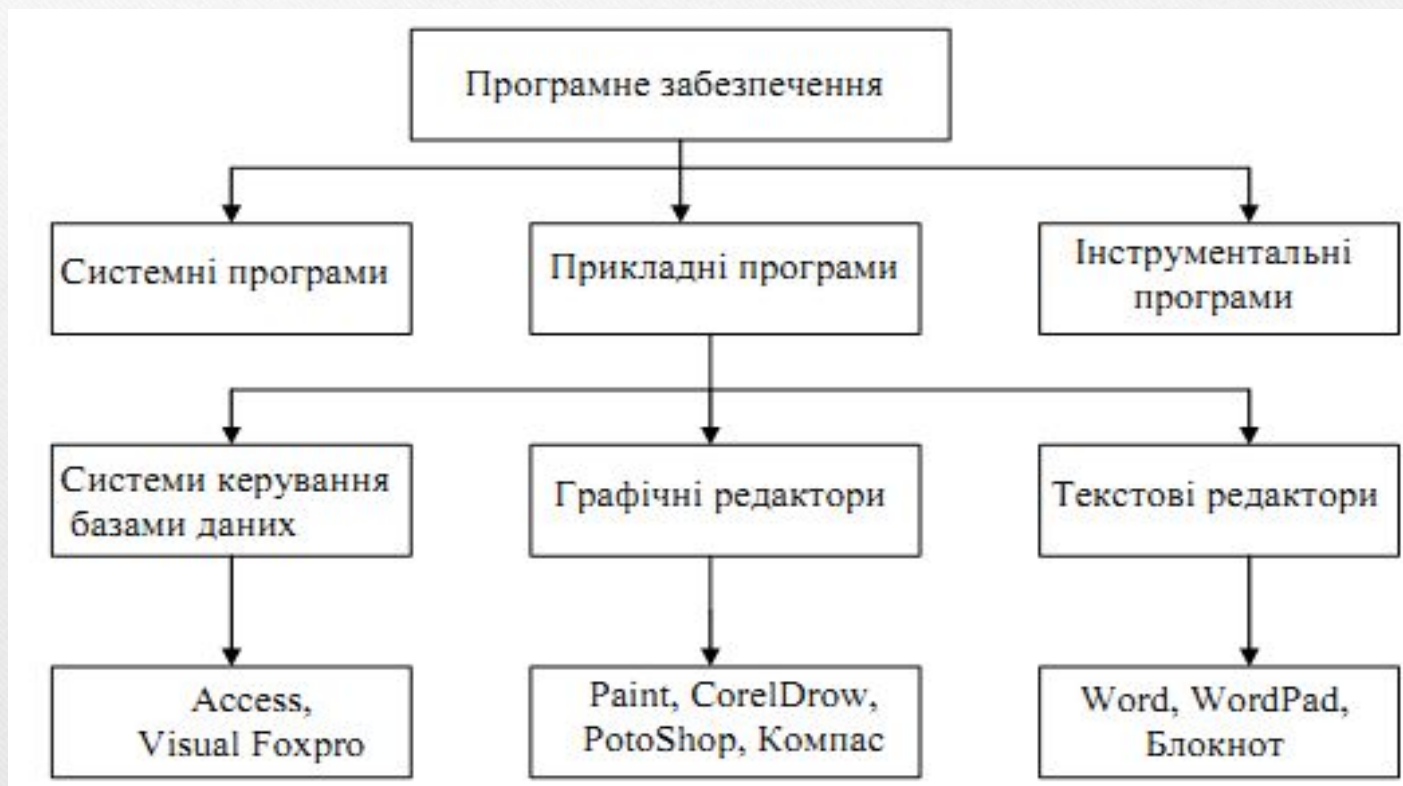 Програмне забезпечення
Системні програми
Прикладні програми
Інструментальні
програми
Системи керування
базами даних
Графічні редактори
Текстові редактори
Access,
Visual Foxpro
Paint, CorelDrow,
PotoShop, Компас
Word, WordPad,
Блокнот